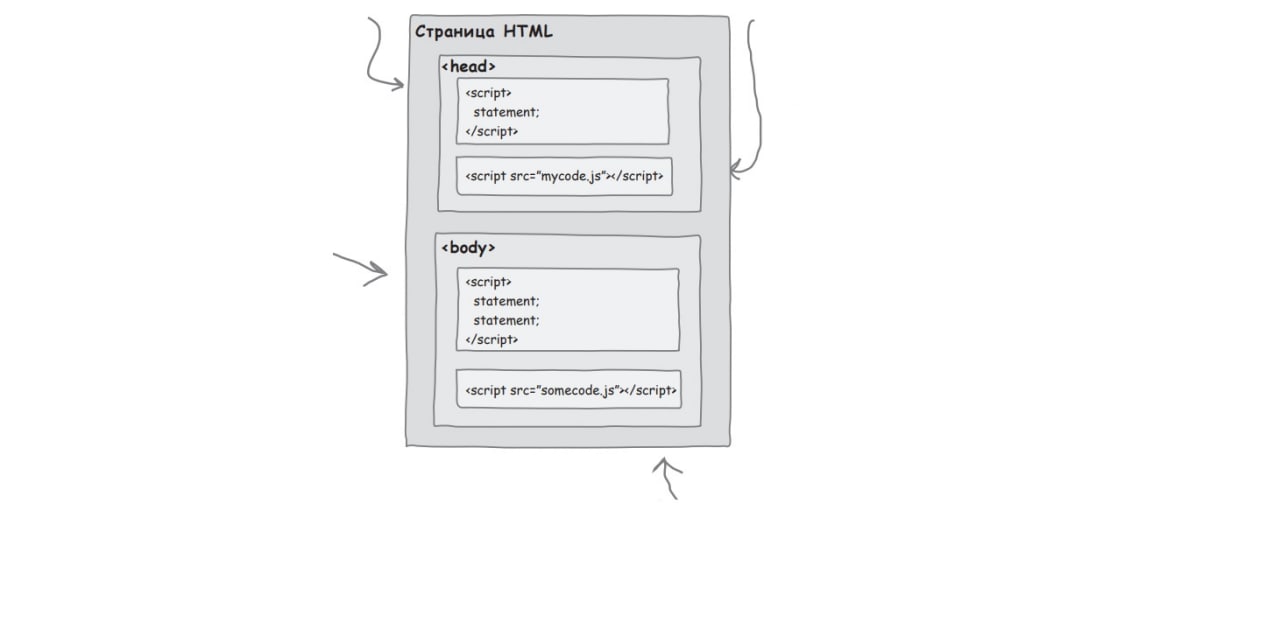 Страница HTML
<head>
<script>
statement;
</script>
<script src="mycode.js"></script>
<body>
<script>
statement;
statement;
</script>
<script src="somecode.js"></script>